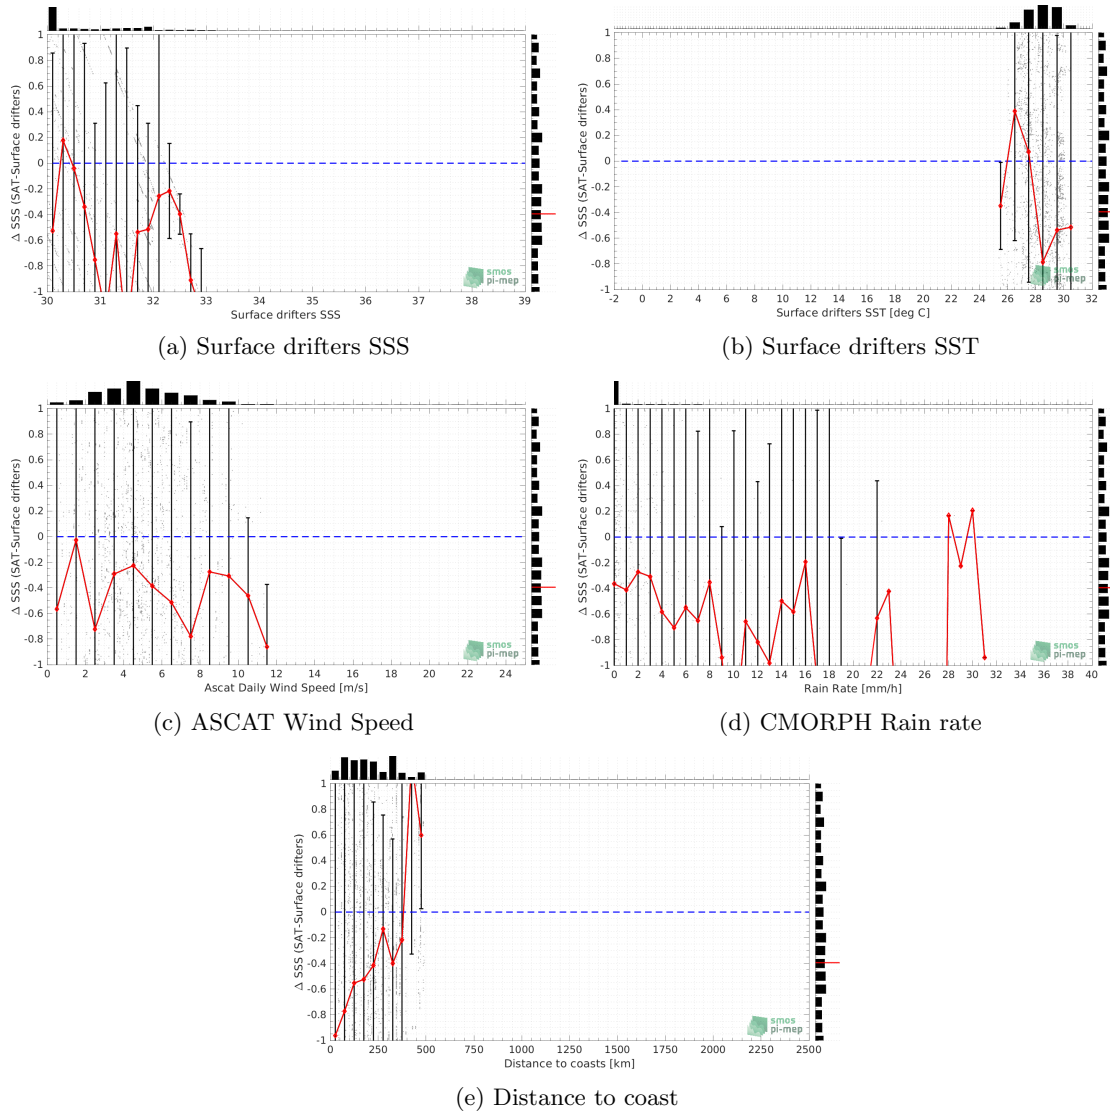 1
0.8
0.6
0.4
0.2
0
-0.2
-0.4
-0.6
-0.8
-1
Δ SSS (SAT-Surface drifters)
30 31 32 33 34 35 36 37 38 39
Surface drifters SSS
smos
pi-mep
(a) Surface drifters SSS
1
0.8
0.6
0.4
0.2
0
-0.2
-0.4
-0.6
-0.8
-1
Δ SSS (SAT-Surface drifters)
-2 0 2 4 6 8 10 12 14 16 18 20 22 24 26 28 30 32
Surface drifters SST [deg C]
smos
pi-mep
(b) Surface drifters SST
1
0.8
0.6
0.4
0.2
0
-0.2
-0.4
-0.6
-0.8
-1
Δ SSS (SAT-Surface drifters)
0 2 4 6 8 10 12 14 16 18 20 22 24
Ascat Daily Wind Speed [m/s]
smos
pi-mep
(c) ASCAT Wind Speed
1
0.8
0.6
0.4
0.2
0
-0.2
-0.4
-0.6
-0.8
-1
Δ SSS (SAT-Surface drifters)
0 2 4 6 8 10 12 14 16 18 20 22 24 26 28 30 32 34 36 38 40
Rain Rate [mm/h]
smos
pi-mep
(d) CMORPH Rain rate
1
0.8
0.6
0.4
0.2
0
-0.2
-0.4
-0.6
-0.8
-1
Δ SSS (SAT-Surface drifters)
0 250 500 750 1000 1250 1500 1750 2000 2250 2500
Distance to coasts [km]
smos
pi-mep
(e) Distance to coast